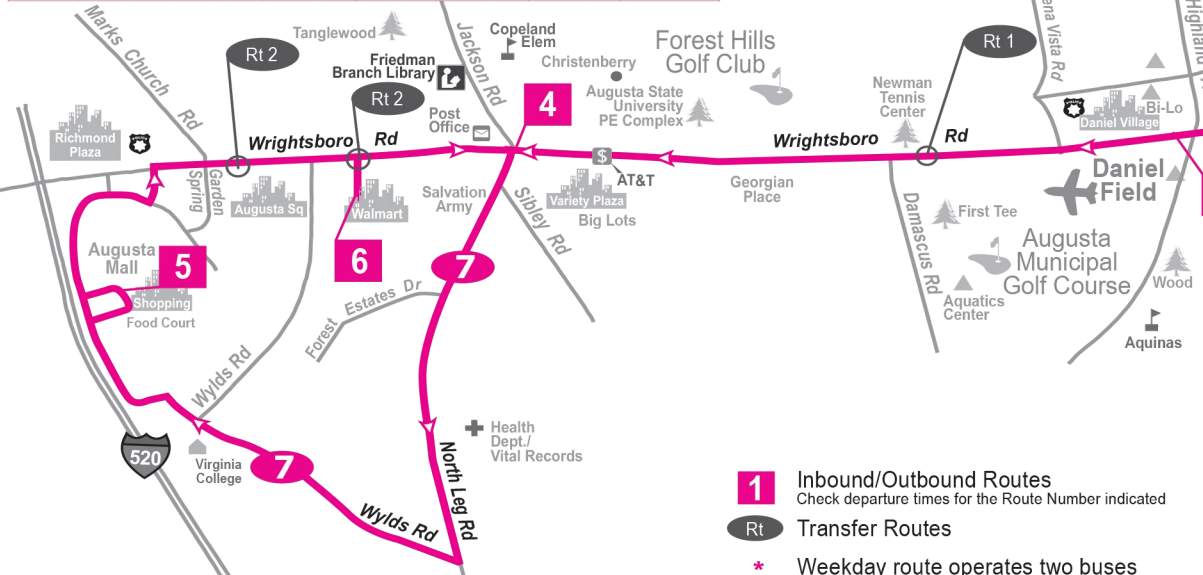 Marks Church Rd
Tanglewood
Rt 2
Friedman
Branch Library
Rt 2
Jackson Rd
Copeland
Elem
Christenberry
Forest Hills
Golf Club
Rt 1
ena Vista Rd
Highland
Richmond
Plaza
Post
Office
4
Augusta State
University
PE Complex
Newman
Tennis
Center
Bi-Lo
Daniel Village
Wrightsboro Rd
Wrightsboro Rd
$
AT&T
Daniel
Field
Spring
Garden
Augusta Sq
Walmart
Salvation
Army
Variety Plaza
Big Lots
Georgian
Place
Sibley Rd
Damascus Rd
First Tee
Augusta
Municipal
Golf Course
Augusta
Mall
5
6
7
Shopping
Food Court
Forest Estates Dr
Aquatics
Center
Wood
Aquinas
Wylds Rd
520
Virginia
College
7
Health
Dept./
Vital Records
North Leg Rd
Wylds Rd
1 Inbound/Outbound Routes
Check departure times for the Route Number indicated
Rt Transfer Routes
* Weekday route operates two buses